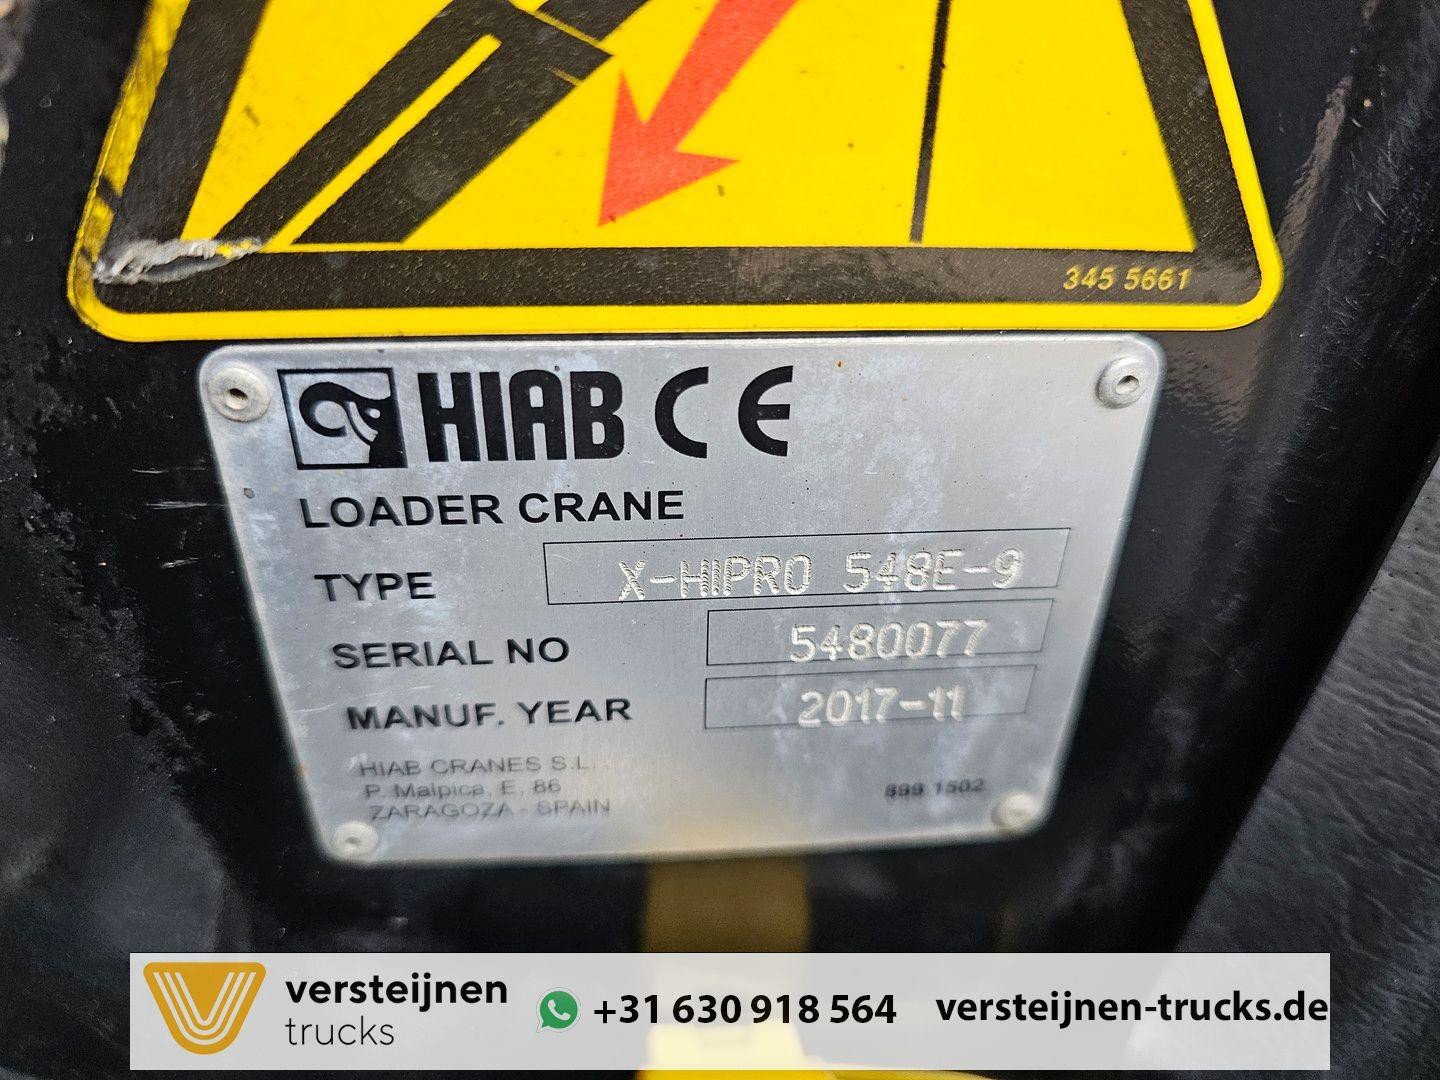 345 5661
HIAB CE
LOADER CRANE
TYPE X-HIPRO 548E-9
SERIAL NO 5480077
MANUF. YEAR 2017-11
HIAB CRANES S.L.
P. Malpica, E, 86
ZARAGOZA - SPAIN
899 1502
versteijnen
trucks
+31 630 918 564
versteijnen-trucks.de